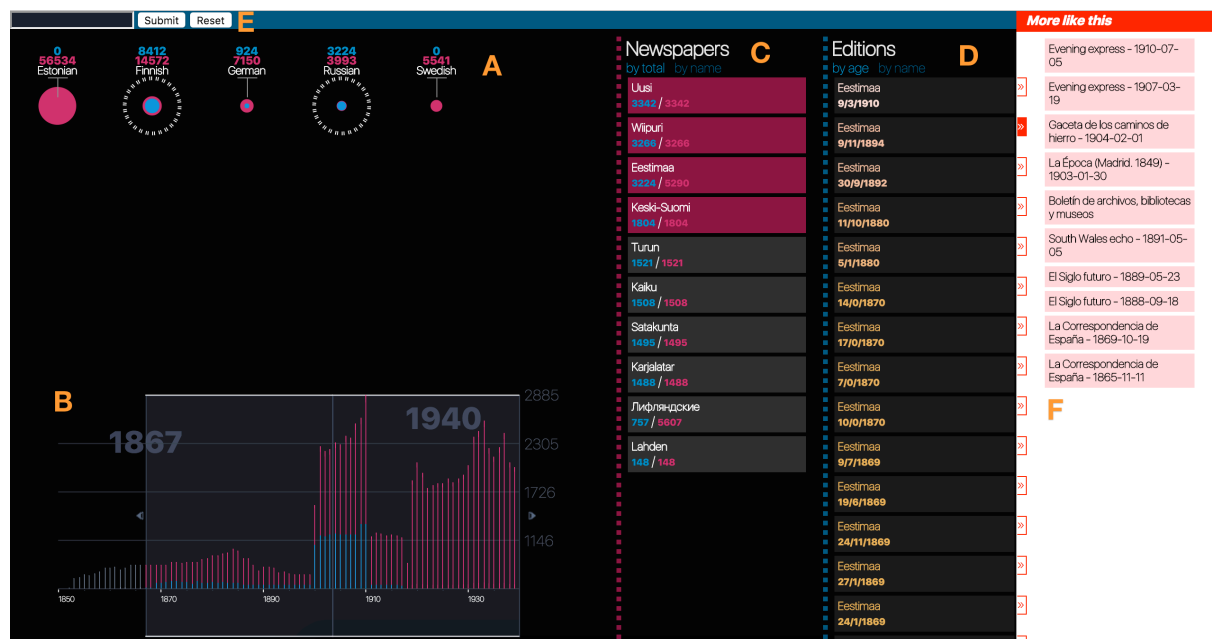 Submit Reset E
More like this
0
56534
Estonian
8412
14572
Finnish
924
7150
German
3224
3993
Russian
0
5541
Swedish
A
B
1867
1940
2885
2305
1726
1146
1850 1870 1890 1910 1930
Newspapers
C
by total by name
Uusi
3342 / 3342
Wiipuri
3266 / 3266
Eestimaa
3224 / 5290
Keski-Suomi
1804 / 1804
Turun
1521 / 1521
Kaiku
1508 / 1508
Satakunta
1495 / 1495
Karjalatar
1488 / 1488
Лифляндские
757 / 5607
Lahden
148 / 148
Editions
D
by age by name
Eestimaa
9/3/1910
Eestimaa
9/11/1894
Eestimaa
30/9/1892
Eestimaa
11/10/1880
Eestimaa
5/1/1880
Eestimaa
14/0/1870
Eestimaa
17/0/1870
Eestimaa
7/0/1870
Eestimaa
10/0/1870
Eestimaa
9/7/1869
Eestimaa
19/6/1869
Eestimaa
24/11/1869
Eestimaa
27/1/1869
Eestimaa
24/1/1869
Evening express - 1910-07-
05
Evening express - 1907-03-
19
Gaceta de los caminos de
hierro - 1904-02-01
La Época (Madrid. 1849) -
1903-01-30
Boletín de archivos, bibliotecas
y museos
South Wales echo - 1891-05-
05
El Siglo futuro - 1889-05-23
El Siglo futuro - 1888-09-18
La Correspondencia de
España - 1869-10-19
La Correspondencia de
España - 1865-11-11
F